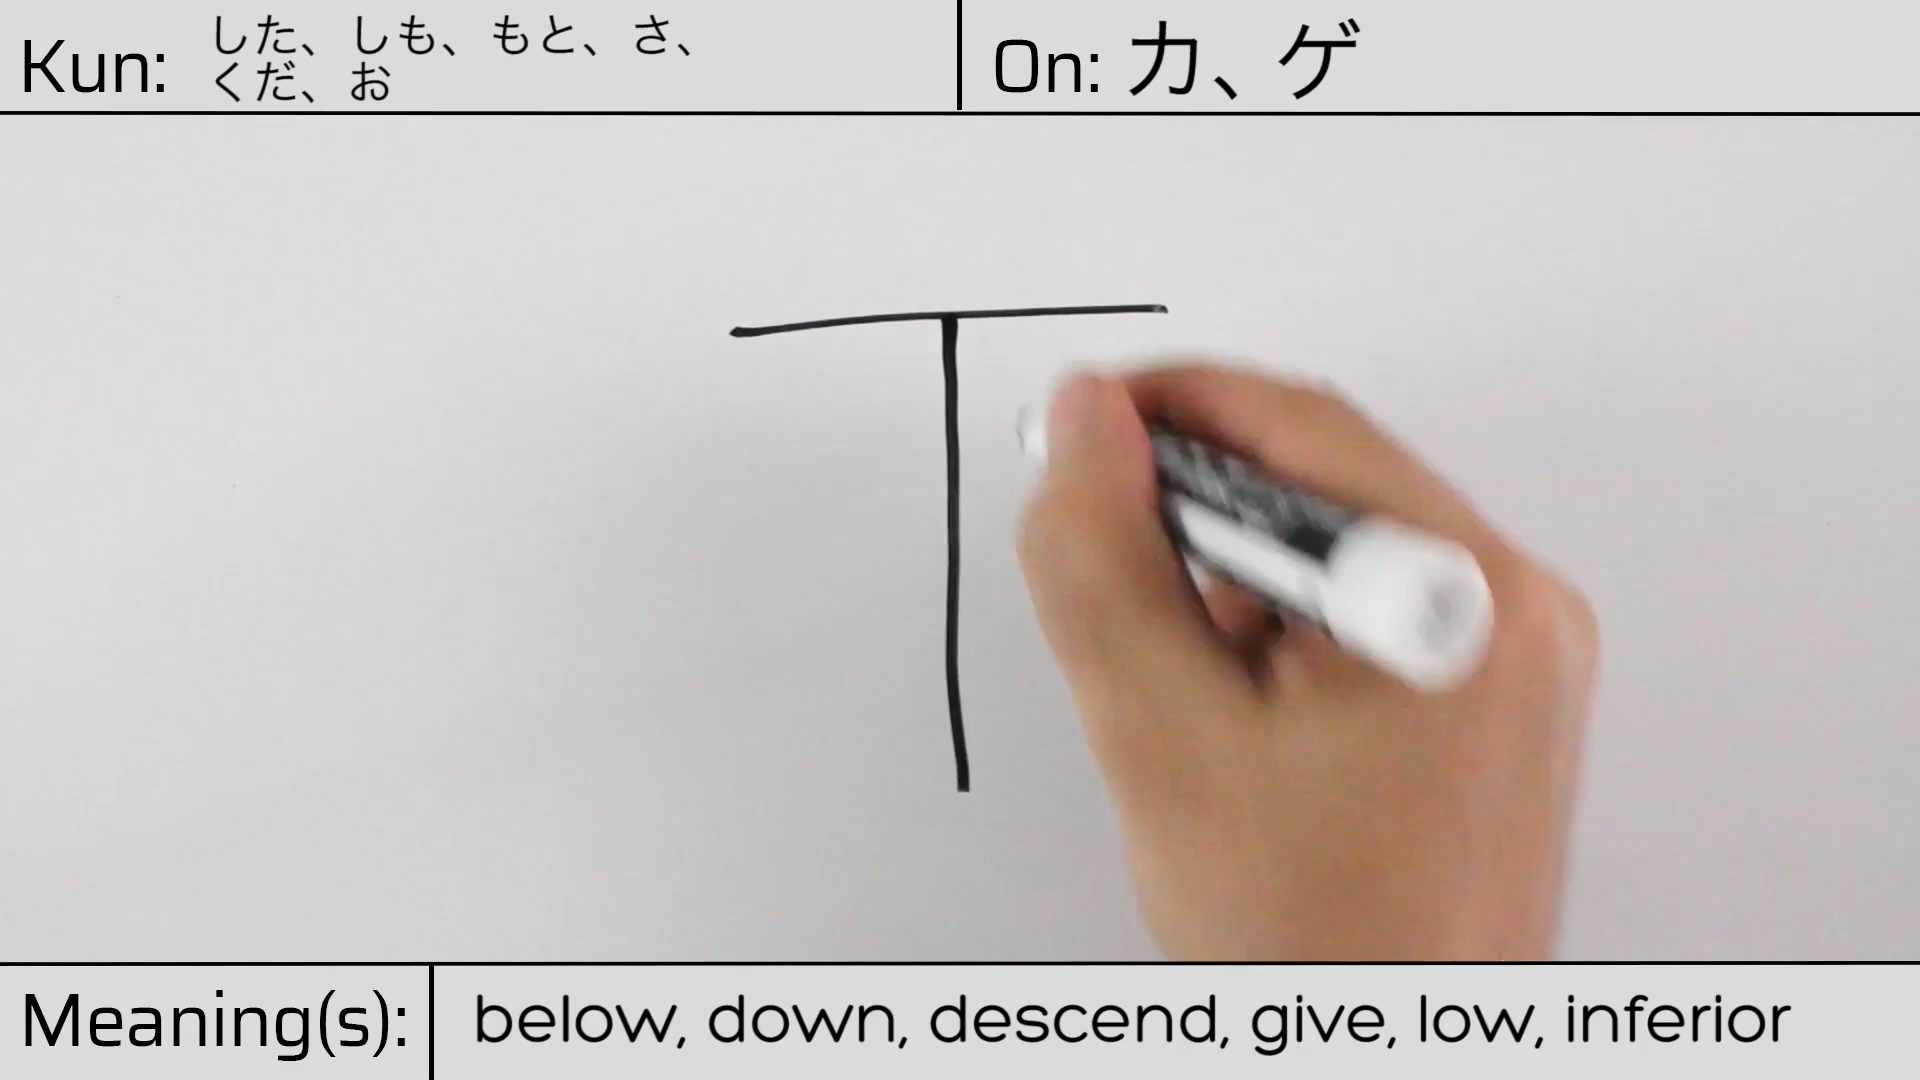 Kun: した、しも、もと、さ、
くだ、お
On: カ、ゲ
Meaning(s): below, down, descend, give, low, inferior